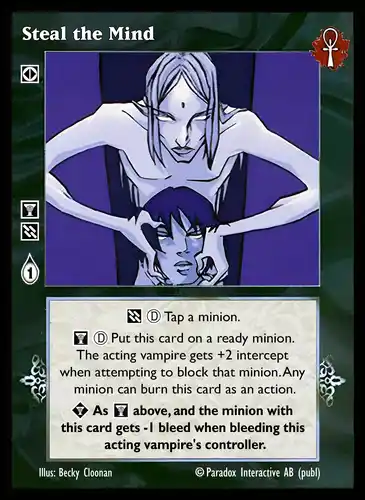 Steal the Mind
1
D Tap a minion.
D Put this card on a ready minion.
The acting vampire gets +2 intercept
when attempting to block that minion. Any
minion can burn this card as an action.
As above, and the minion with
this card gets -1 bleed when bleeding this
acting vampire's controller.
Illus: Becky Cloonan © Paradox Interactive AB (publ)